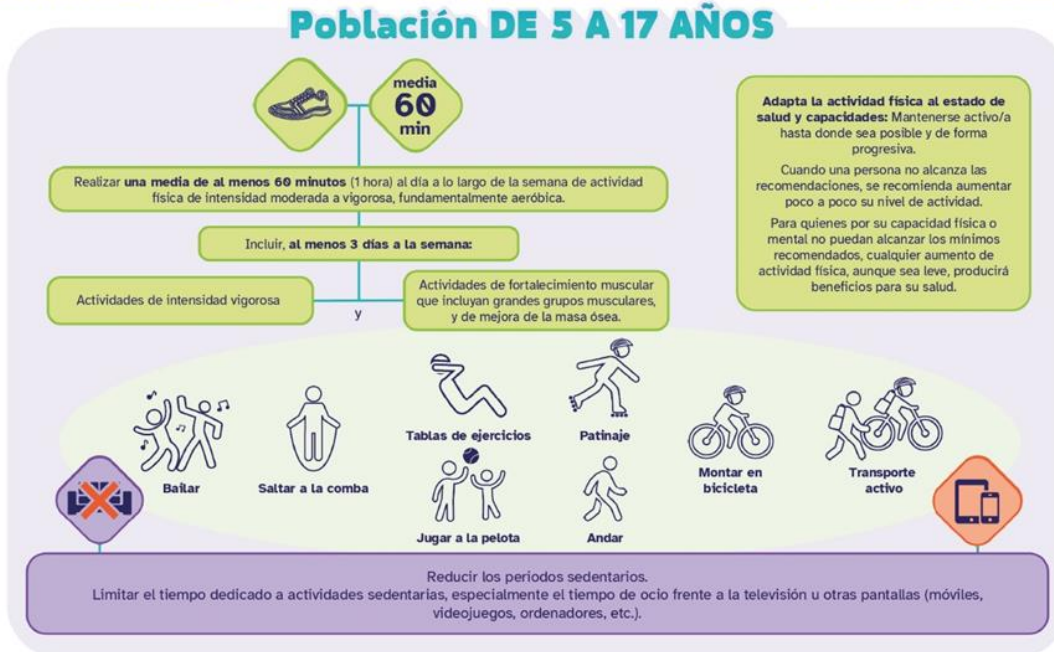 Población DE 5 A 17 AÑOS
media
60
min
Realizar una media de al menos 60 minutos (1 hora) al día a lo largo de la semana de actividad
física de intensidad moderada a vigorosa, fundamentalmente aeróbica.
Incluir, al menos 3 días a la semana:
Actividades de intensidad vigorosa
y
Actividades de fortalecimiento muscular
que incluyan grandes grupos musculares,
y de mejora de la masa ósea.
Adapta la actividad física al estado de
salud y capacidades: Mantenerse activo/a
hasta donde sea posible y de forma
progresiva.
Cuando una persona no alcanza las
recomendaciones, se recomienda aumentar
poco a poco su nivel de actividad.
Para quienes por su capacidad física o
mental no puedan alcanzar los mínimos
recomendados, cualquier aumento de
actividad física, aunque sea leve, producirá
beneficios para su salud.
Bailar
Saltar a la comba
Tablas de ejercicios
Jugar a la pelota
Patinaje
Andar
Montar en
bicicleta
Transporte
activo
Reducir los periodos sedentarios.
Limitar el tiempo dedicado a actividades sedentarias, especialmente el tiempo de ocio frente a la televisión u otras pantallas (móviles,
videojuegos, ordenadores, etc.).